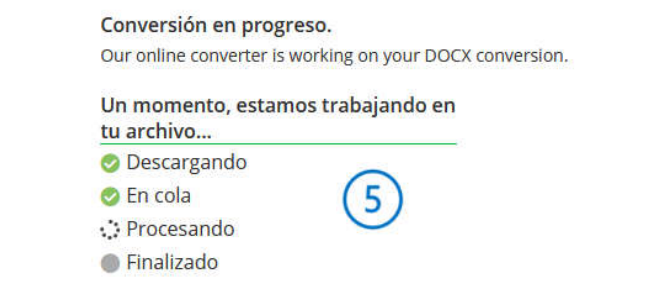 Conversión en progreso.
Our online converter is working on your DOCX conversion.
Un momento, estamos trabajando en
tu archivo...
Descargando
En cola
5
Procesando
Finalizado